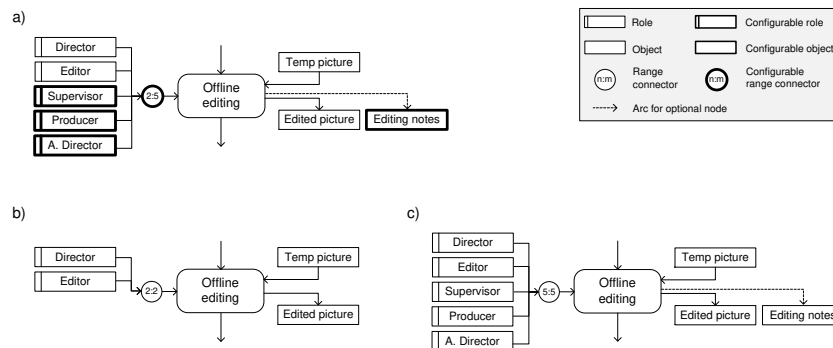 a)
Director
Editor
Supervisor
Producer
A. Director
2:5
Offline
editing
Temp picture
Edited picture
Editing notes
Role
Configurable role
Object
Configurable object
n:m
Range
connector
n:m
Configurable
range connector
Arc for optional node
b)
Director
Editor
2:2
Offline
editing
Temp picture
Edited picture
c)
Director
Editor
Supervisor
Producer
A. Director
5:5
Offline
editing
Temp picture
Edited picture
Editing notes